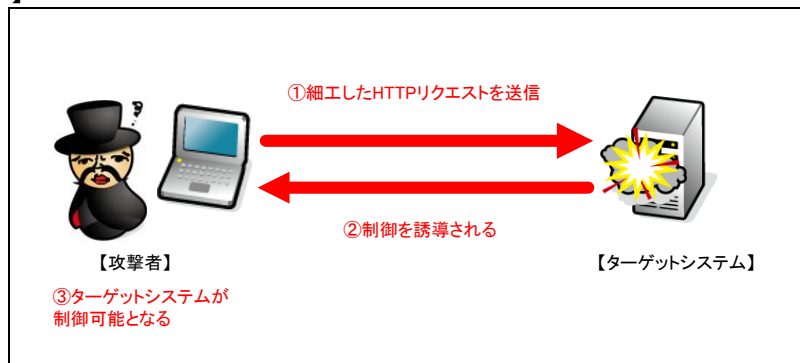 ①細工したHTTPリクエストを送信
②制御を誘導される
【攻撃者】
【ターゲットシステム】
③ターゲットシステムが
制御可能となる